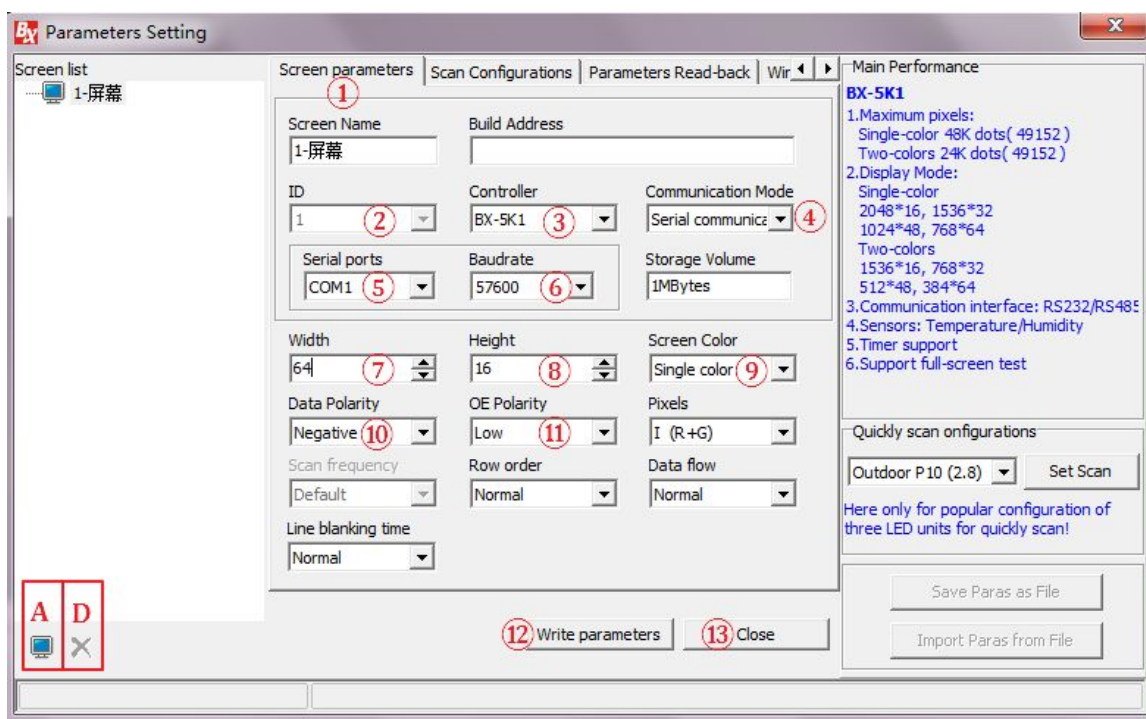 BX Parameters Setting
X
Screen list
1-屏幕
A D
Screen parameters Scan Configurations Parameters Read-back Wir
①
Screen Name Build Address
1-屏幕
ID Controller Communication Mode
1 ② BX-5K1 ③ Serial communica ④
Serial ports Baudrate Storage Volume
COM1 ⑤ 57600 ⑥ 1MBytes
Width Height Screen Color
64 ⑦ 16 ⑧ Single color ⑨
Data Polarity OE Polarity Pixels
Negative ⑩ Low ⑪ I (R+G)
Scan frequency Row order Data flow
Default Normal Normal
Line blanking time
Normal
⑫ Write parameters ⑬ Close
Main Performance
BX-5K1
1.Maximum pixels:
Single-color 48K dots( 49152 )
Two-colors 24K dots( 49152 )
2.Display Mode:
Single-color
2048*16, 1536*32
1024*48, 768*64
Two-colors
1536*16, 768*32
512*48, 384*64
3.Communication interface: RS232/RS485
4.Sensors: Temperature/Humidity
5.Timer support
6.Support full-screen test
Quickly scan onfigurations
Outdoor P10 (2.8) Set Scan
Here only for popular configuration of
three LED units for quickly scan!
Save Paras as File
Import Paras from File